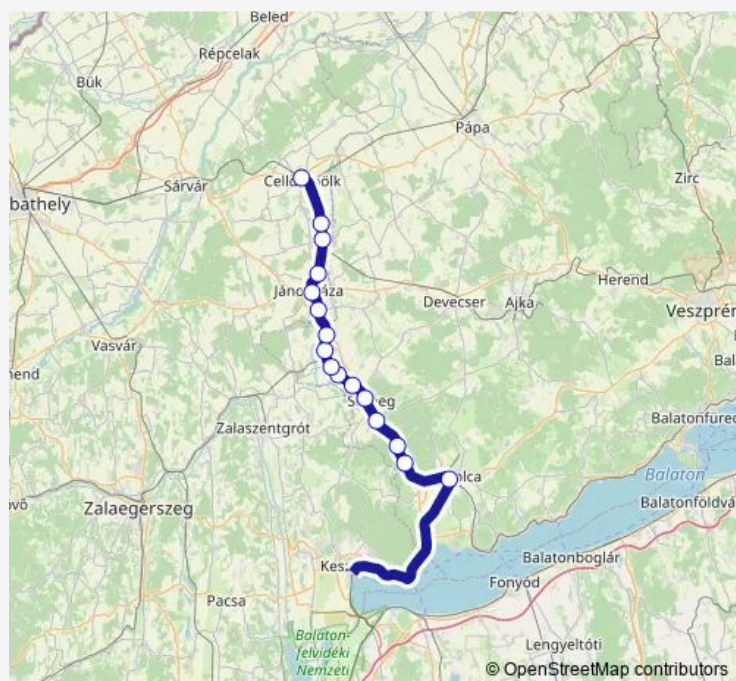 Beled
Répcelak
Bük
Pápa
Sárvár
Zirc
bathely
Herend
Devecser
Ajka
Veszprém
Vasvár
Zalaszentgrót
Balatonfüred
Balaton
Balatonföldvá
Zalaegerszeg
Balatonboglár
Fonyód
Pacsa
Balaton-
felvidéki
Nemzeti
Lengyeltóti
© OpenStreetMap contributors